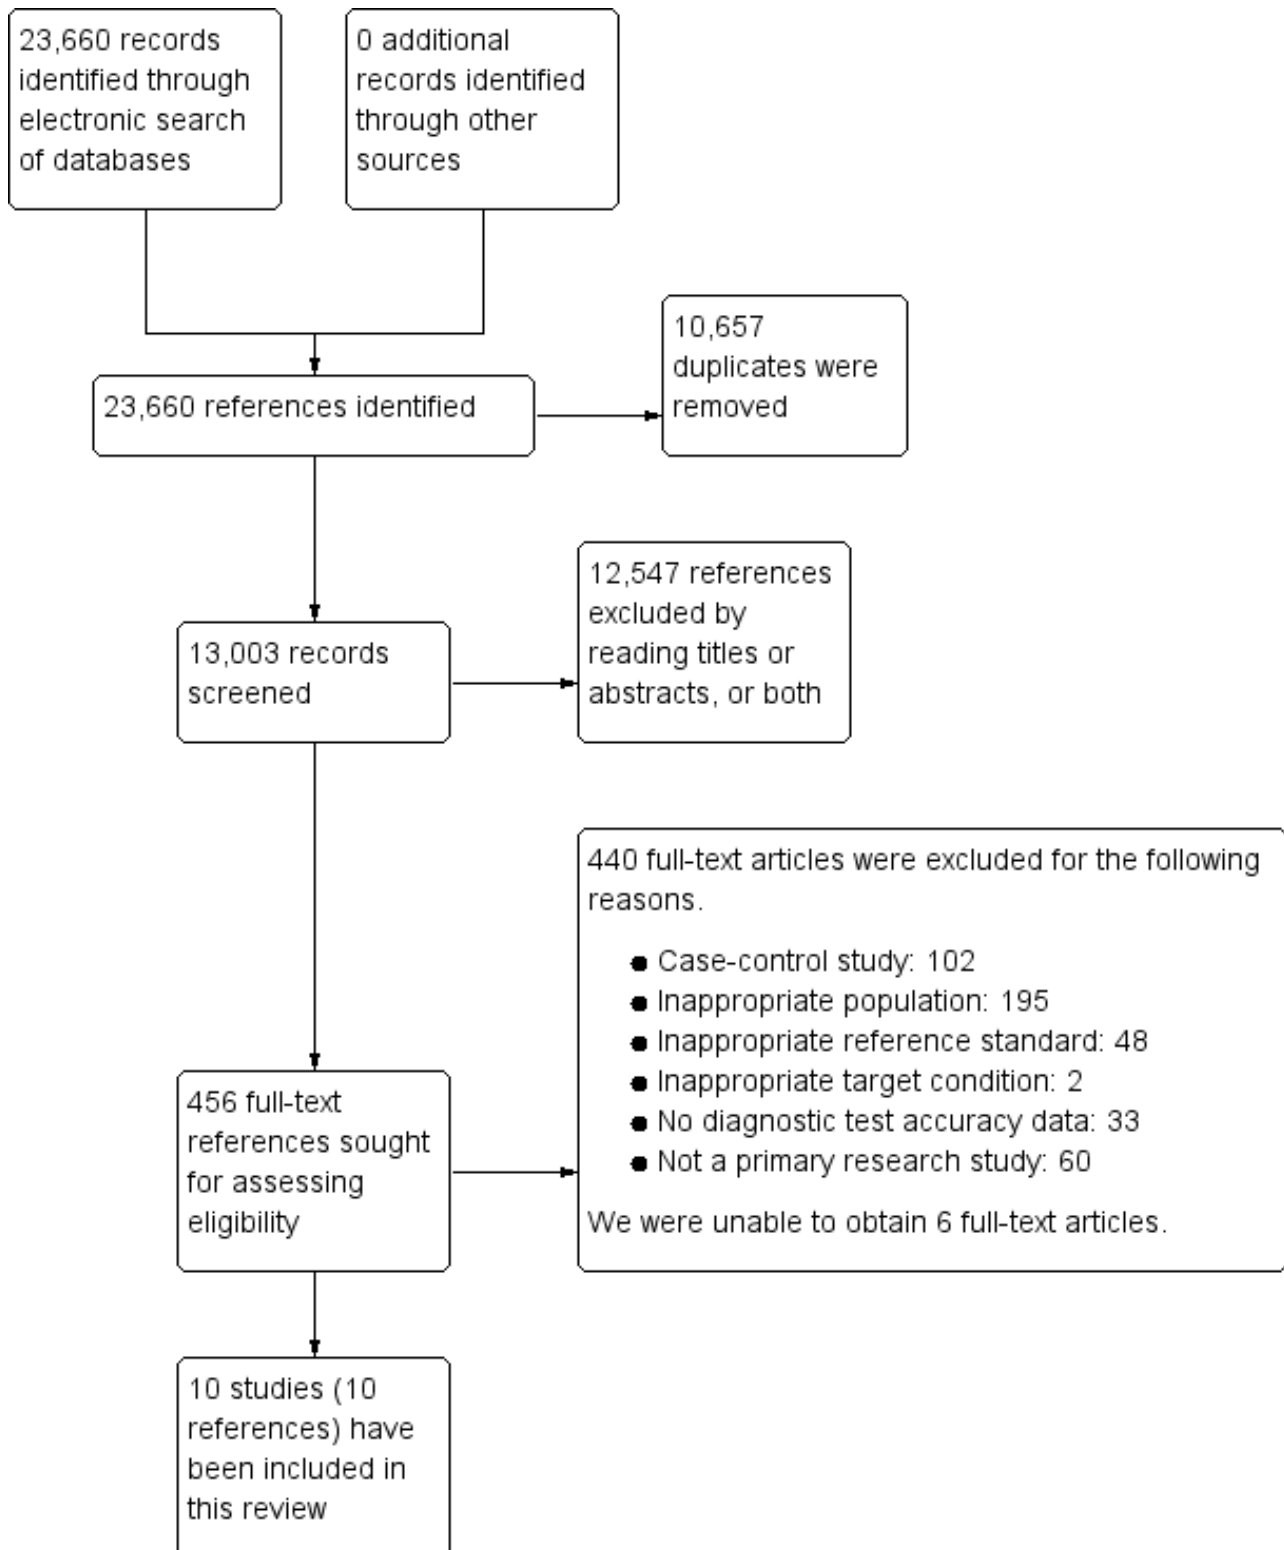 23,660 records
identified through
electronic search
of databases
0 additional
records identified
through other
sources
23,660 references identified
10,657
duplicates were
removed
13,003 records
screened
12,547 references
excluded by
reading titles or
abstracts, or both
456 full-text
references sought
for assessing
eligibility
440 full-text articles were excluded for the following
reasons.
● Case-control study: 102
● Inappropriate population: 195
● Inappropriate reference standard: 48
● Inappropriate target condition: 2
● No diagnostic test accuracy data: 33
● Not a primary research study: 60
We were unable to obtain 6 full-text articles.
10 studies (10
references) have
been included in
this review